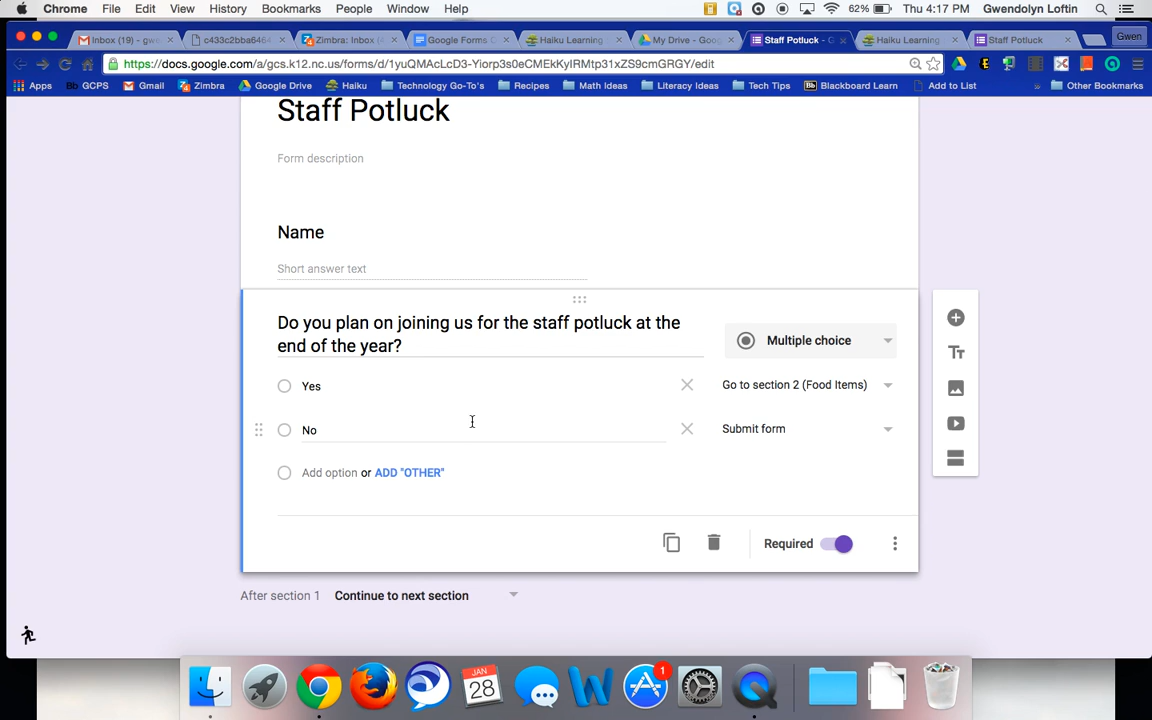 Chrome File Edit View History Bookmarks People Window Help 62% Thu 4:17 PM Gwendolyn Loftin
Inbox (19) - gwe c433c2bba6464 Zimbra: Inbox ( Google Forms D Haiku Learning My Drive - Goo Staff Potluck - G Haiku Learning Staff Potluck Gwen
https://docs.google.com/a/gcs.k12.nc.us/forms/d/1yuQMAcLcD3-Yiorp3s0eCMEkKyIRMtp31xZS9cmGRGY/edit
Apps Bb GCPS Gmail Zimbra Google Drive Haiku Technology Go-To's Recipes Math Ideas Literacy Ideas Tech Tips Bb Blackboard Learn Add to List » Other Bookmarks
Staff Potluck
Form description
Name
Short answer text
Do you plan on joining us for the staff potluck at the
end of the year?
Multiple choice
Yes Go to section 2 (Food Items)
No Submit form
Add option or ADD "OTHER"
Required
After section 1 Continue to next section
JAN
28
1